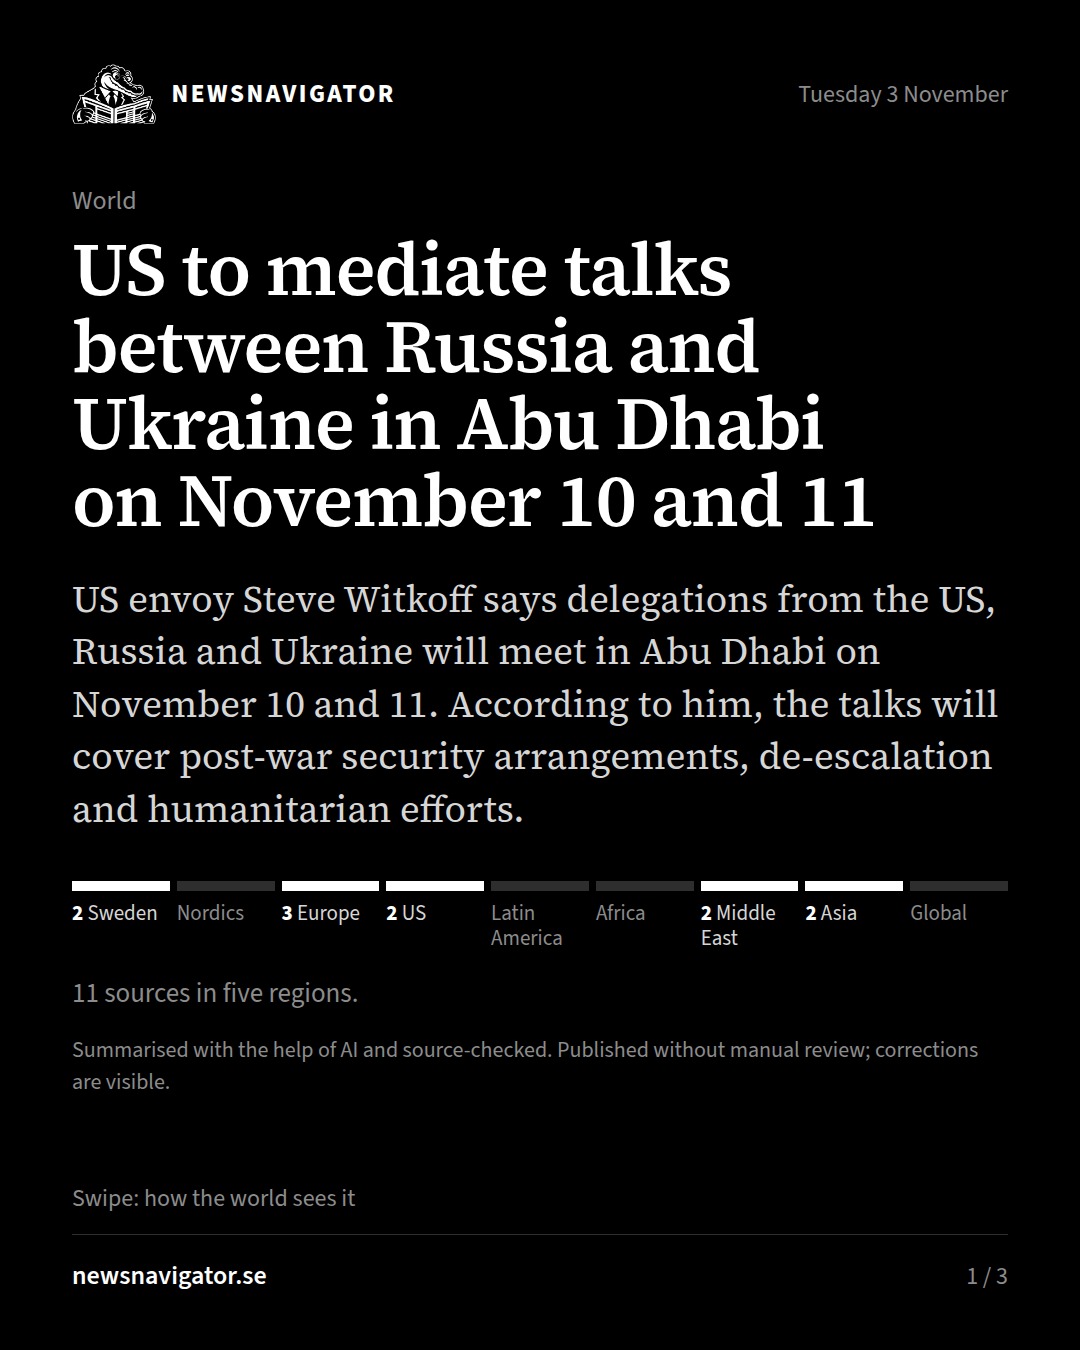 NEWSNAVIGATOR
Tuesday 3 November
World
US to mediate talks
between Russia and
Ukraine in Abu Dhabi
on November 10 and 11
US envoy Steve Witkoff says delegations from the US,
Russia and Ukraine will meet in Abu Dhabi on
November 10 and 11. According to him, the talks will
cover post-war security arrangements, de-escalation
and humanitarian efforts.
2 Sweden
Nordics
3 Europe
2 US
Latin
America
Africa
2 Middle
East
2 Asia
Global
11 sources in five regions.
Summarised with the help of AI and source-checked. Published without manual review; corrections
are visible.
Swipe: how the world sees it
newsnavigator.se
1 / 3